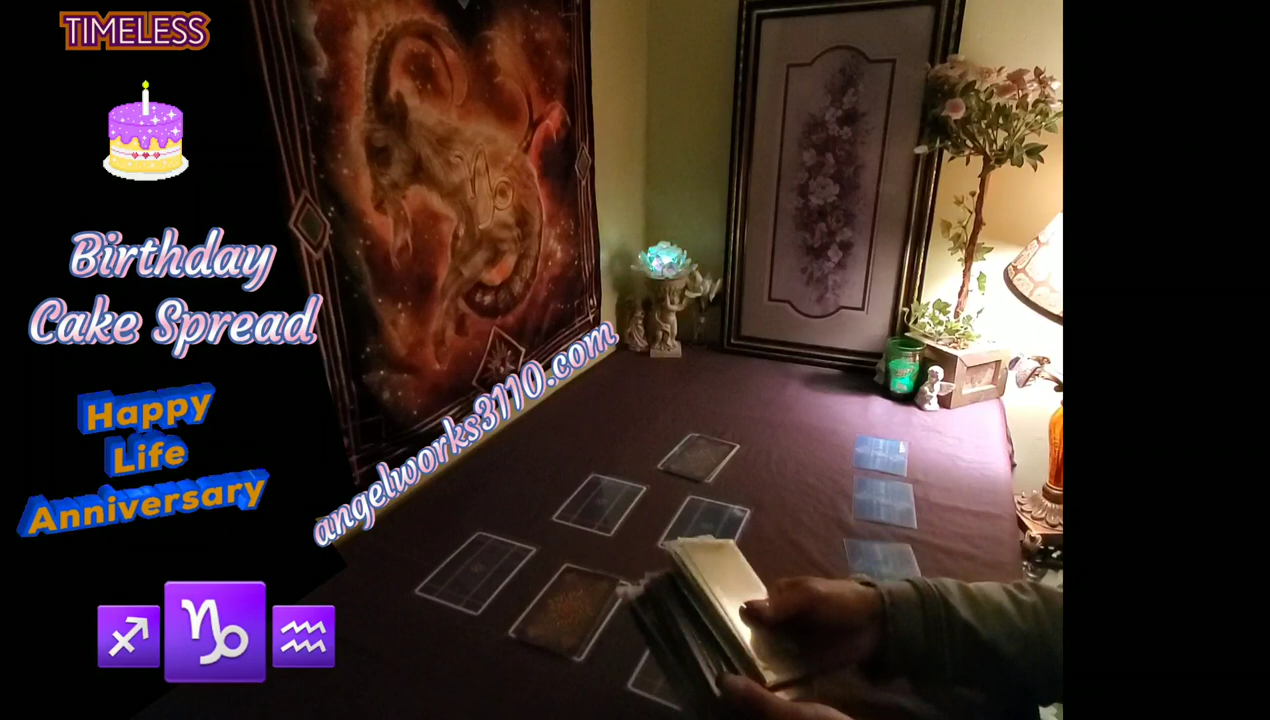 TIMELESS
Birthday
Cake Spread
Happy
Life
Anniversary
angelworks3110.com
♐ ♑ ♒